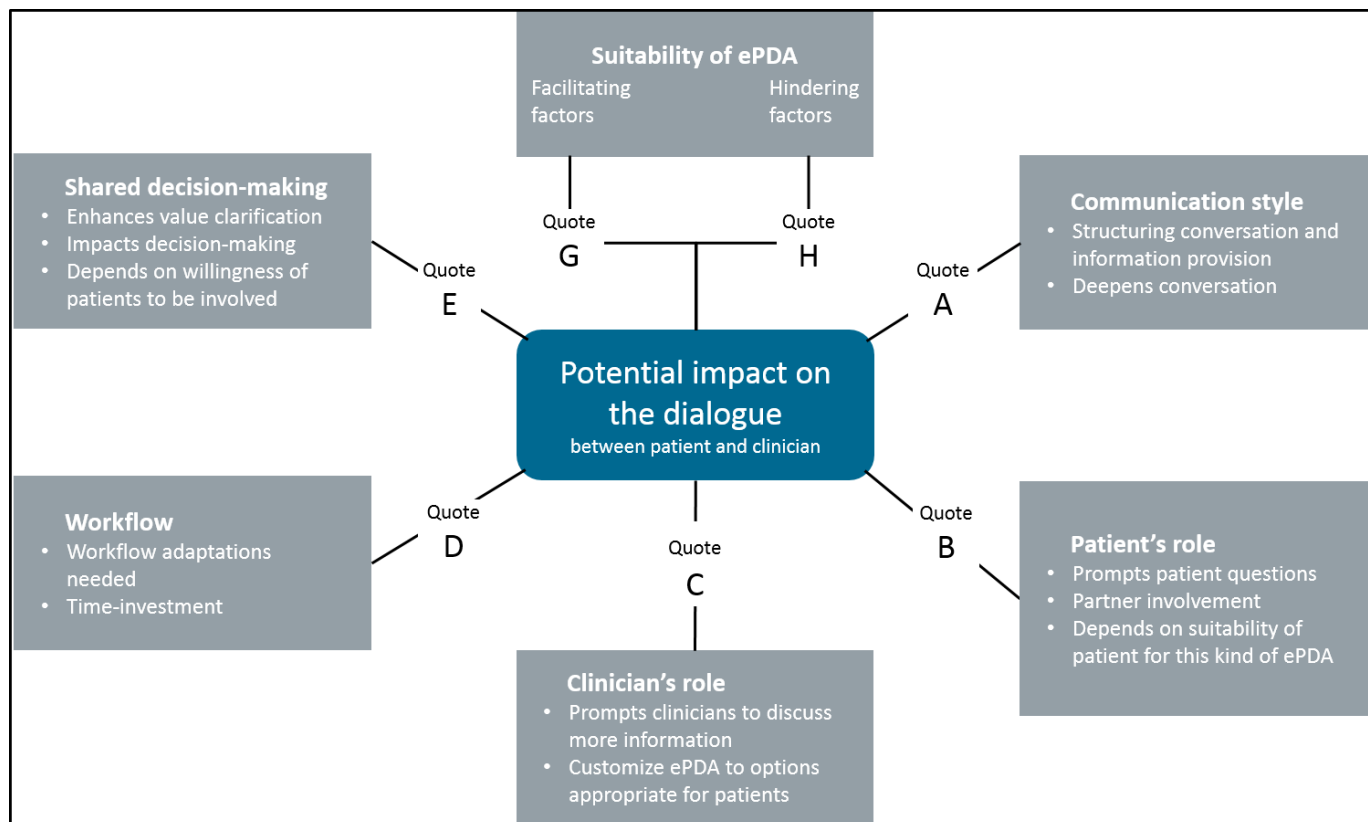 Suitability of ePDA
Facilitating factors
Hindering factors
Quote
G
Quote
H
Shared decision-making
• Enhances value clarification
• Impacts decision-making
• Depends on willingness of
patients to be involved
Quote
E
Communication style
• Structuring conversation and
information provision
• Deepens conversation
Quote
A
Potential impact on
the dialogue
between patient and clinician
Workflow
• Workflow adaptations
needed
• Time-investment
Quote
D
Quote
C
Quote
B
Patient's role
• Prompts patient questions
• Partner involvement
• Depends on suitability of
patient for this kind of ePDA
Clinician's role
• Prompts clinicians to discuss
more information
• Customize ePDA to options
appropriate for patients